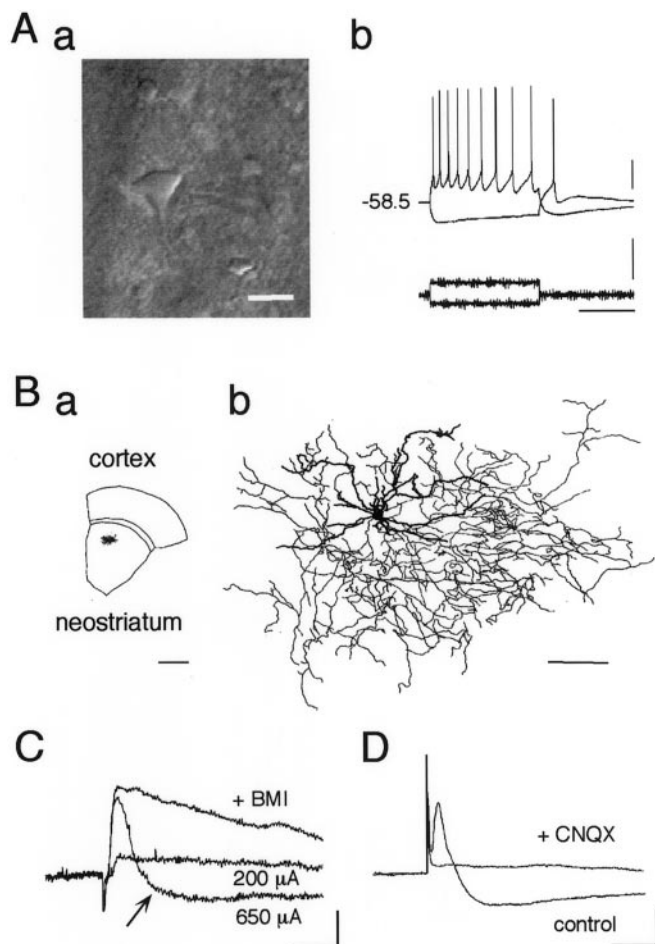 A a
b
-58.5
B a
b
cortex
neostriatum
C
+ BMI
200 µA
650 µA
D
+ CNQX
control